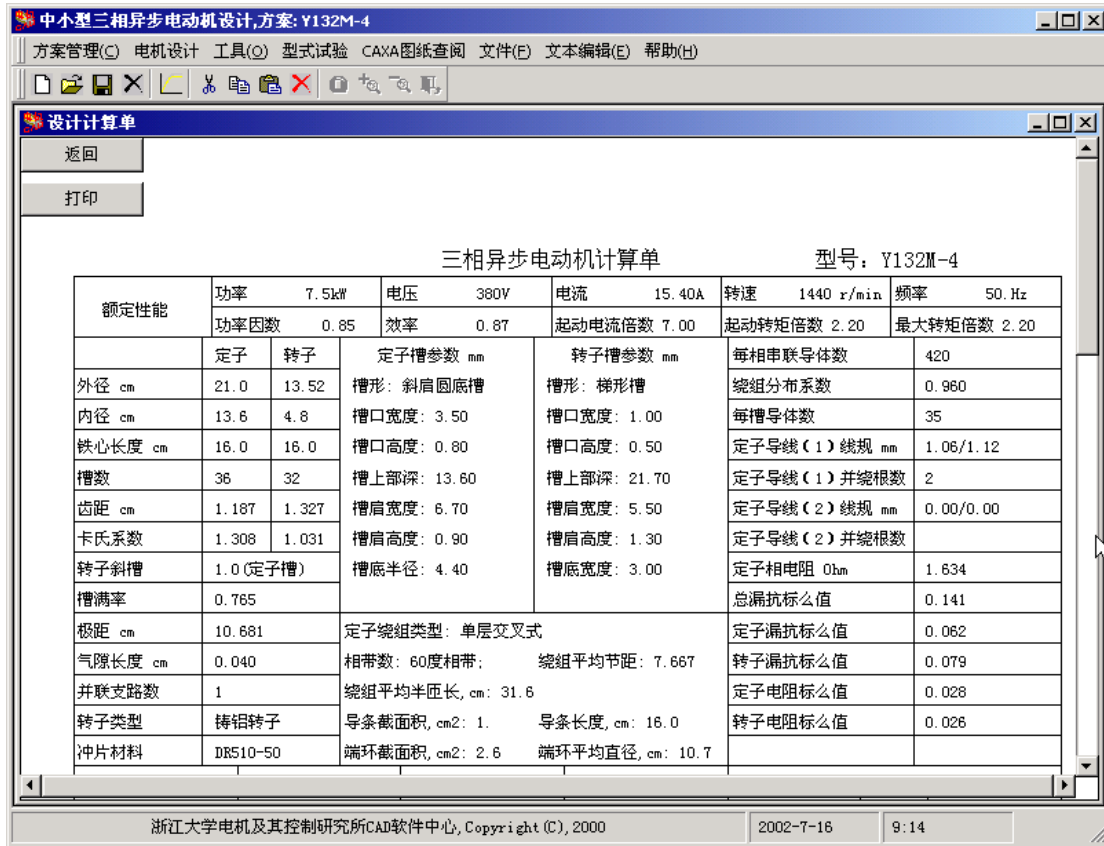 中小型三相异步电动机设计,方案:Y132M-4
方案管理(C) 电机设计 工具(O) 型式试验 CAXA图纸查阅 文件(F) 文本编辑(E) 帮助(H)
设计计算单
返回
打印
三相异步电动机计算单 型号: Y132M-4
额定性能 功率 7.5kW 电压 380V 电流 15.40A 转速 1440 r/min 频率 50.Hz
功率因数 0.85 效率 0.87 起动电流倍数 7.00 起动转矩倍数 2.20 最大转矩倍数 2.20
定子 转子 定子槽参数 mm 转子槽参数 mm 每相串联导体数 420
外径 cm 21.0 13.52 槽形: 斜肩圆底槽 槽形: 梯形槽 绕组分布系数 0.960
内径 cm 13.6 4.8 槽口宽度: 3.50 槽口宽度: 1.00 每槽导体数 35
铁心长度 cm 16.0 16.0 槽口高度: 0.80 槽口高度: 0.50 定子导线(1)线规 mm 1.06/1.12
槽数 36 32 槽上部深: 13.60 槽上部深: 21.70 定子导线(1)并绕根数 2
齿距 cm 1.187 1.327 槽肩宽度: 6.70 槽肩宽度: 5.50 定子导线(2)线规 mm 0.00/0.00
卡氏系数 1.308 1.031 槽肩高度: 0.90 槽肩高度: 1.30 定子导线(2)并绕根数
转子斜槽 1.0(定子槽) 槽底半径: 4.40 槽底宽度: 3.00 定子相电阻 Ohm 1.634
槽满率 0.765 总漏抗标么值 0.141
极距 cm 10.681 定子绕组类型: 单层交叉式 定子漏抗标么值 0.062
气隙长度 cm 0.040 相带数: 60度相带; 绕组平均节距: 7.667 转子漏抗标么值 0.079
并联支路数 1 绕组平均半匝长,cm: 31.6 定子电阻标么值 0.028
转子类型 铸铝转子 导条截面积,cm2: 1. 导条长度,cm: 16.0 转子电阻标么值 0.026
冲片材料 DR510-50 端环截面积,cm2: 2.6 端环平均直径,cm: 10.7
浙江大学电机及其控制研究所CAD软件中心,Copyright(C),2000 2002-7-16 9:14